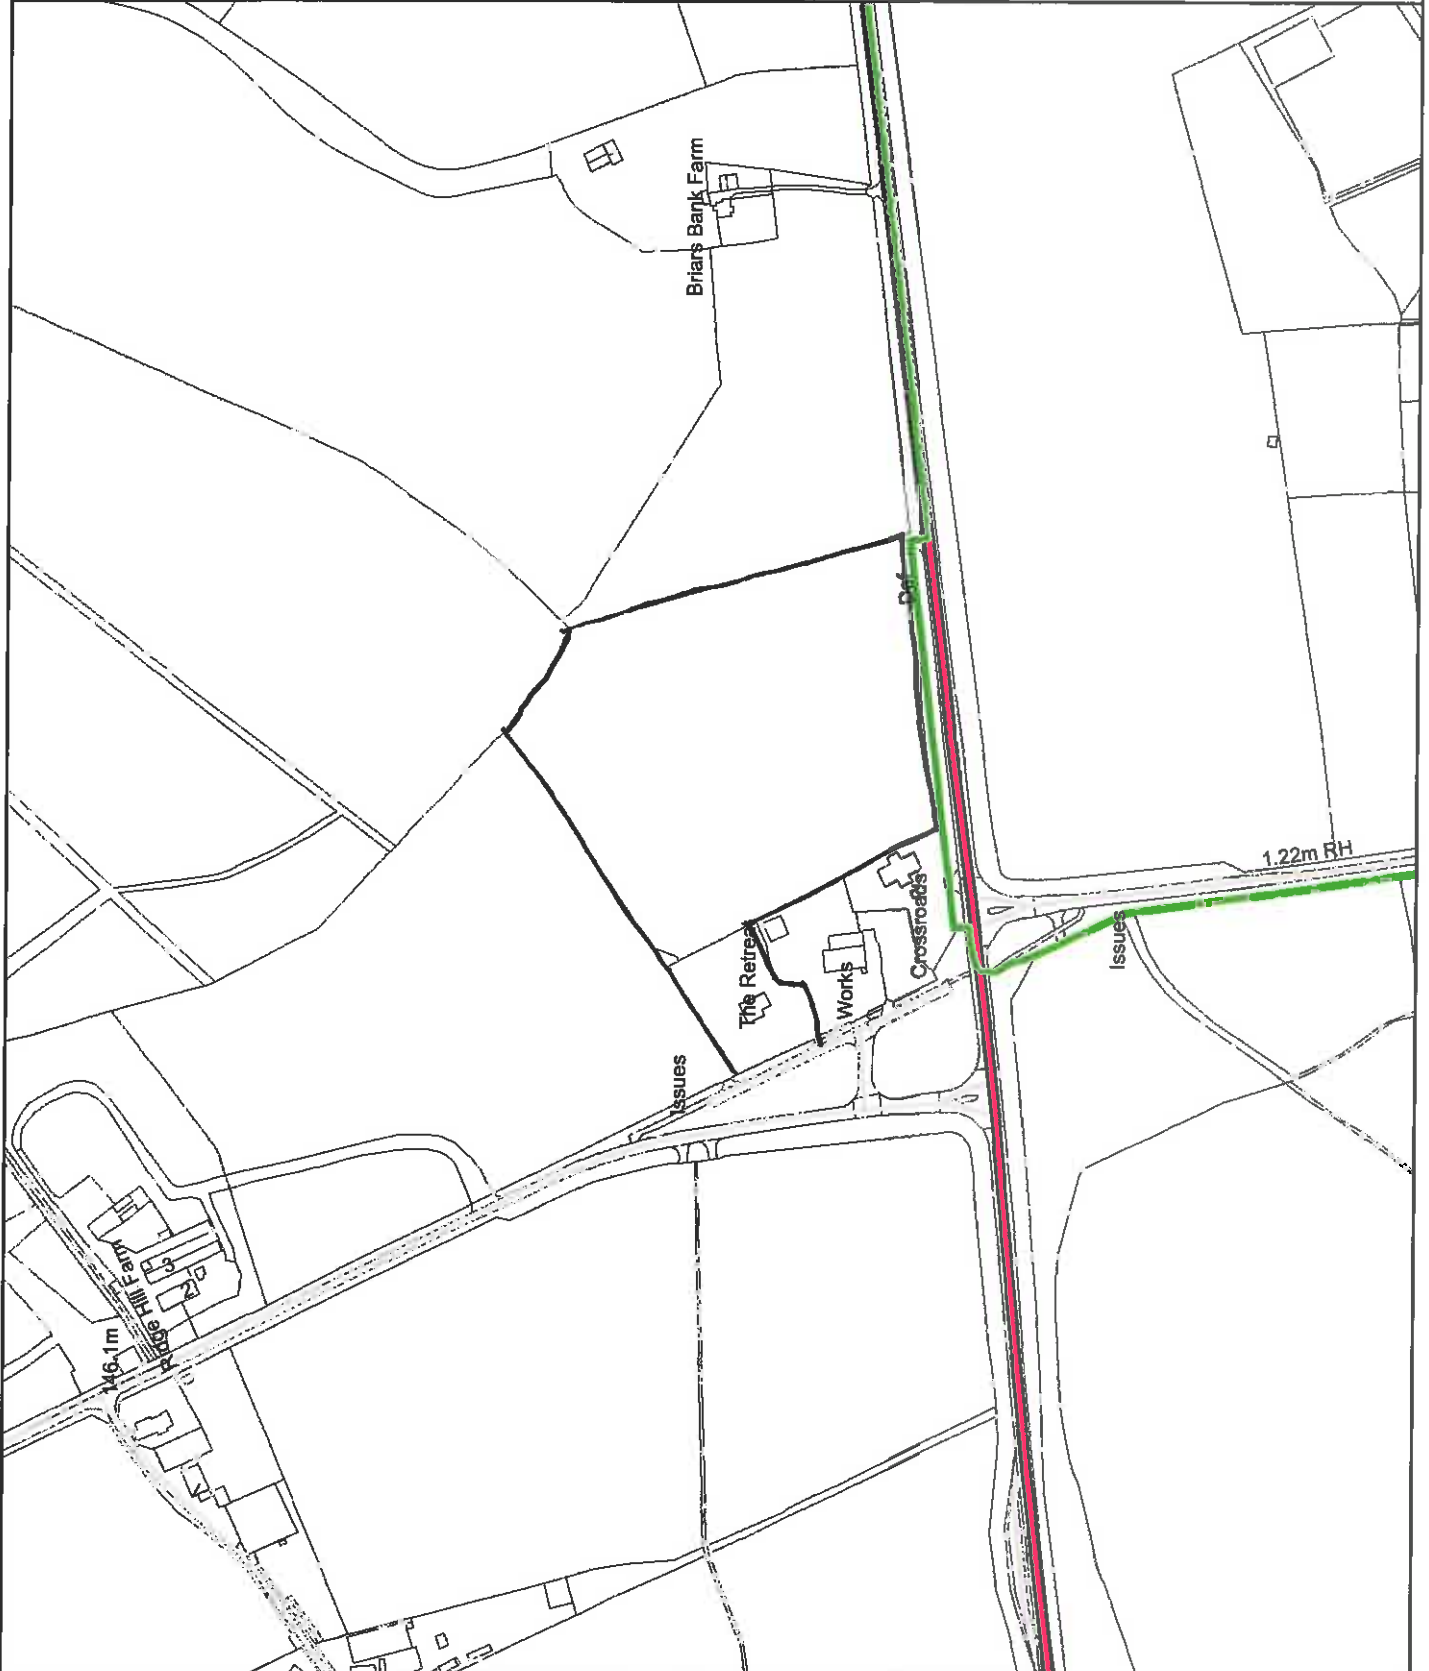 Briars Bank Farm
Def
1.22m RH
Crossroads
The Retreat
Works
Issues
Issues
Ridge Hill Farm
3
2
146.1m